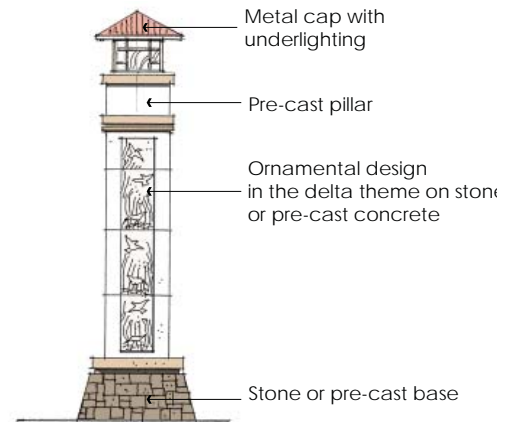 Metal cap with
underlighting
Pre-cast pillar
Ornamental design
in the delta theme on stone
or pre-cast concrete
Stone or pre-cast base